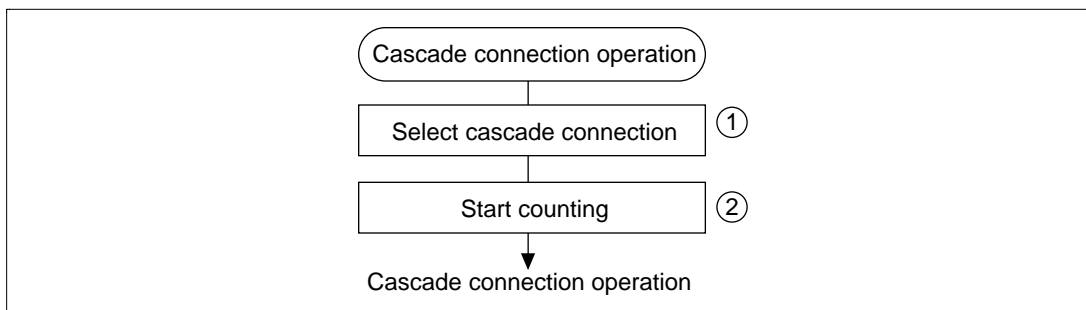 Cascade connection operation
Select cascade connection
1
Start counting
2
Cascade connection operation